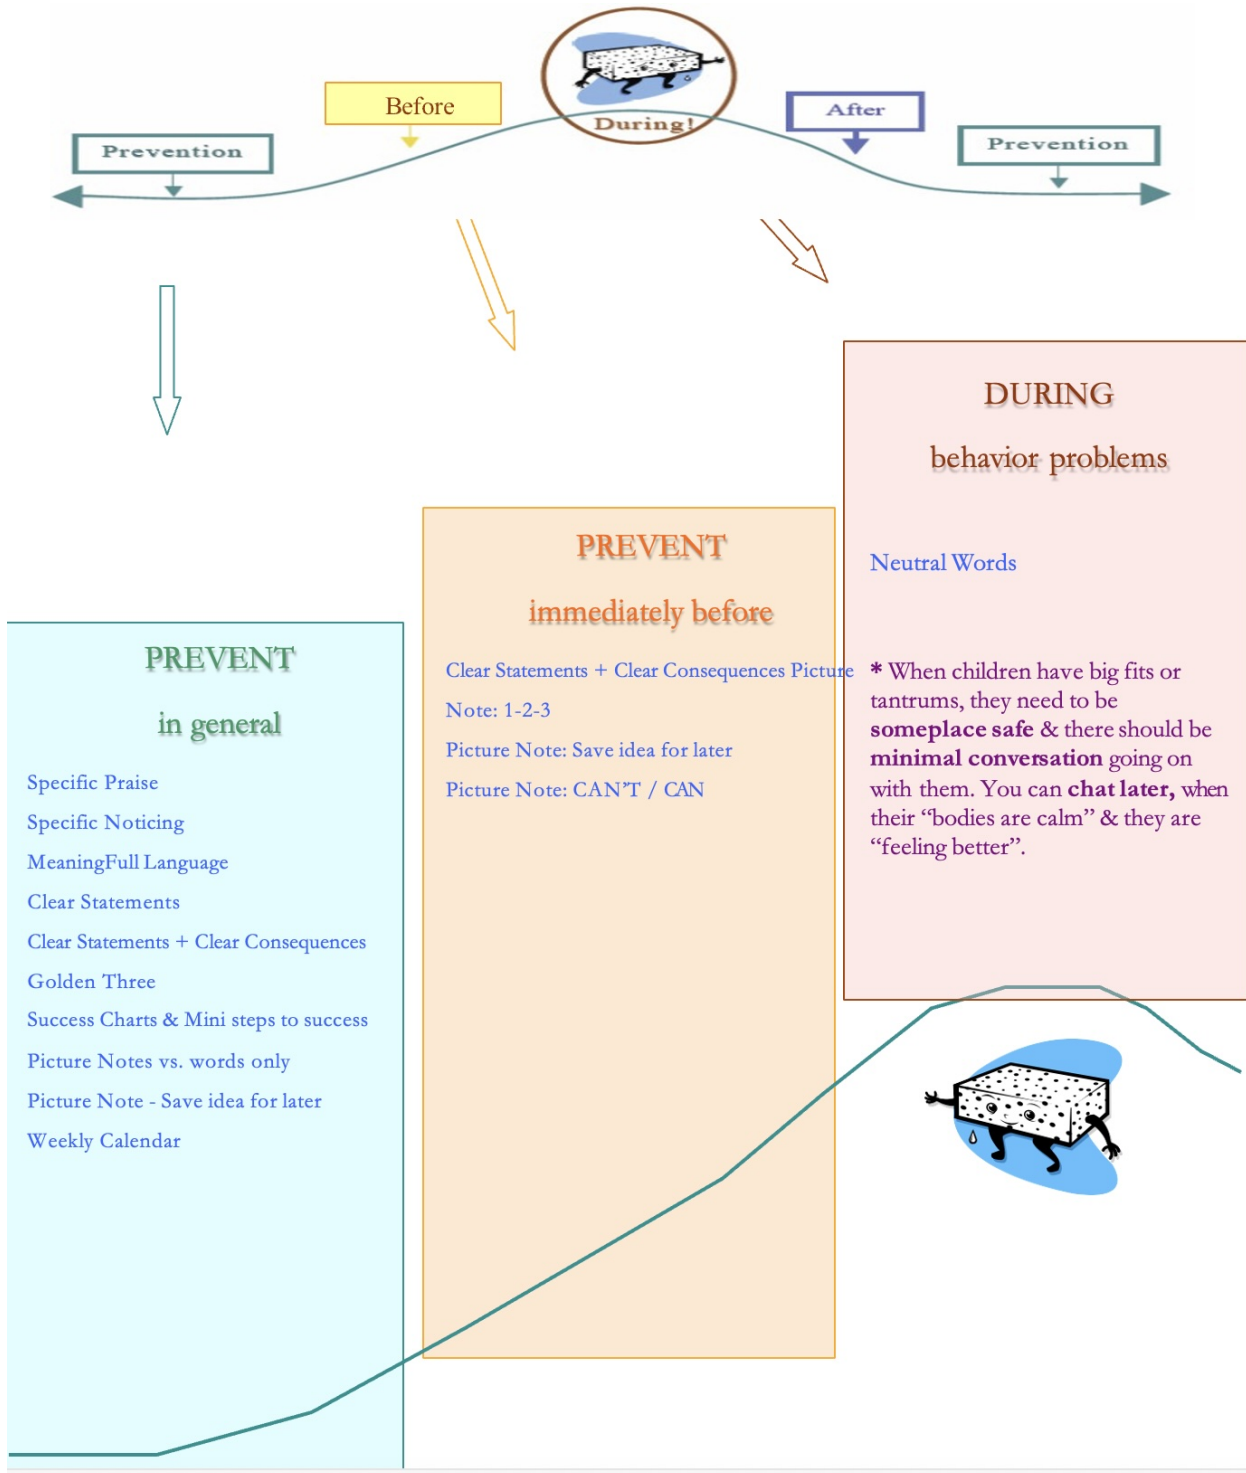 Before
During!
After
Prevention
Prevention
DURING
behavior problems
Neutral Words
* When children have big fits or
tantrums, they need to be
someplace safe & there should be
minimal conversation going on
with them. You can chat later, when
their “bodies are calm” & they are
“feeling better”.
PREVENT
immediately before
Clear Statements + Clear Consequences Picture
Note: 1-2-3
Picture Note: Save idea for later
Picture Note: CAN’T / CAN
PREVENT
in general
Specific Praise
Specific Noticing
MeaningFull Language
Clear Statements
Clear Statements + Clear Consequences
Golden Three
Success Charts & Mini steps to success
Picture Notes vs. words only
Picture Note - Save idea for later
Weekly Calendar